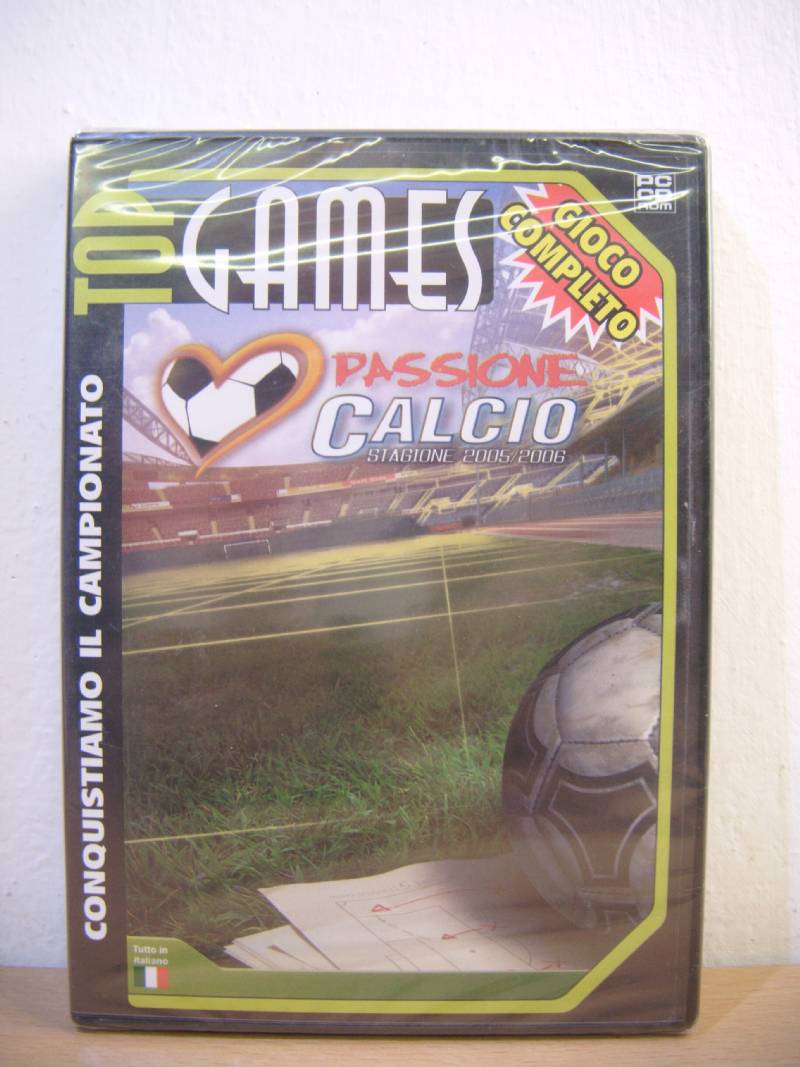 TOP
GAMES
PC
CD
ROM
GIOCO
COMPLETO
PASSIONE
CALCIO
STAGIONE 2005/2006
CONQUISTIAMO IL CAMPIONATO
Tutto in
italiano